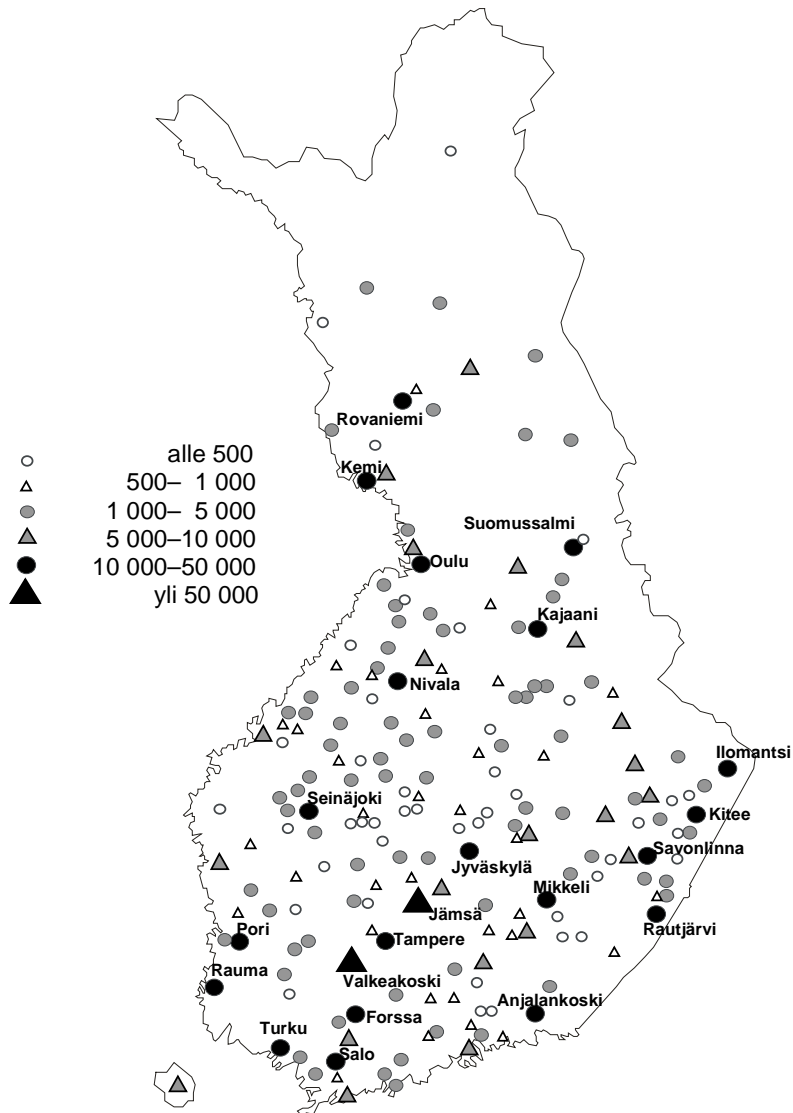 Rovaniemi
alle 500
Kemi
500– 1 000
1 000– 5 000
Suomussalmi
5 000–10 000
10 000–50 000
Oulu
yli 50 000
Kajaani
Nivala
Ilomantsi
Seinäjoki
Kitee
Savonlinna
Jyväskylä
Mikkeli
Jämsä
Rautjärvi
Pori
Tampere
Rauma
Valkeakoski
Anjalankoski
Forssa
Turku
Salo